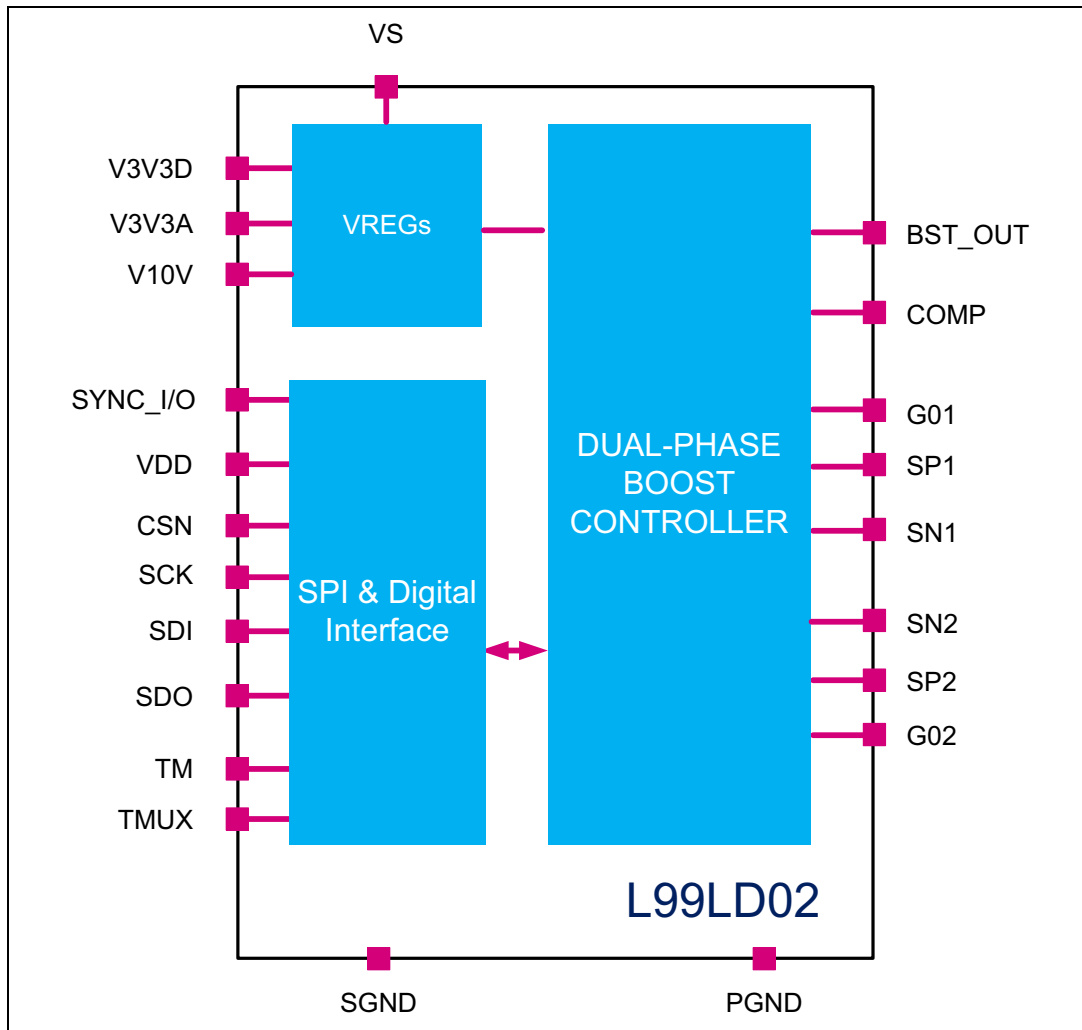 VS
V3V3D
V3V3A
V10V
VREGs
SYNC_I/O
VDD
CSN
SCK
SDI
SDO
TM
TMUX
SPI & Digital
Interface
DUAL-PHASE
BOOST
CONTROLLER
BST_OUT
COMP
G01
SP1
SN1
SN2
SP2
G02
L99LD02
SGND
PGND